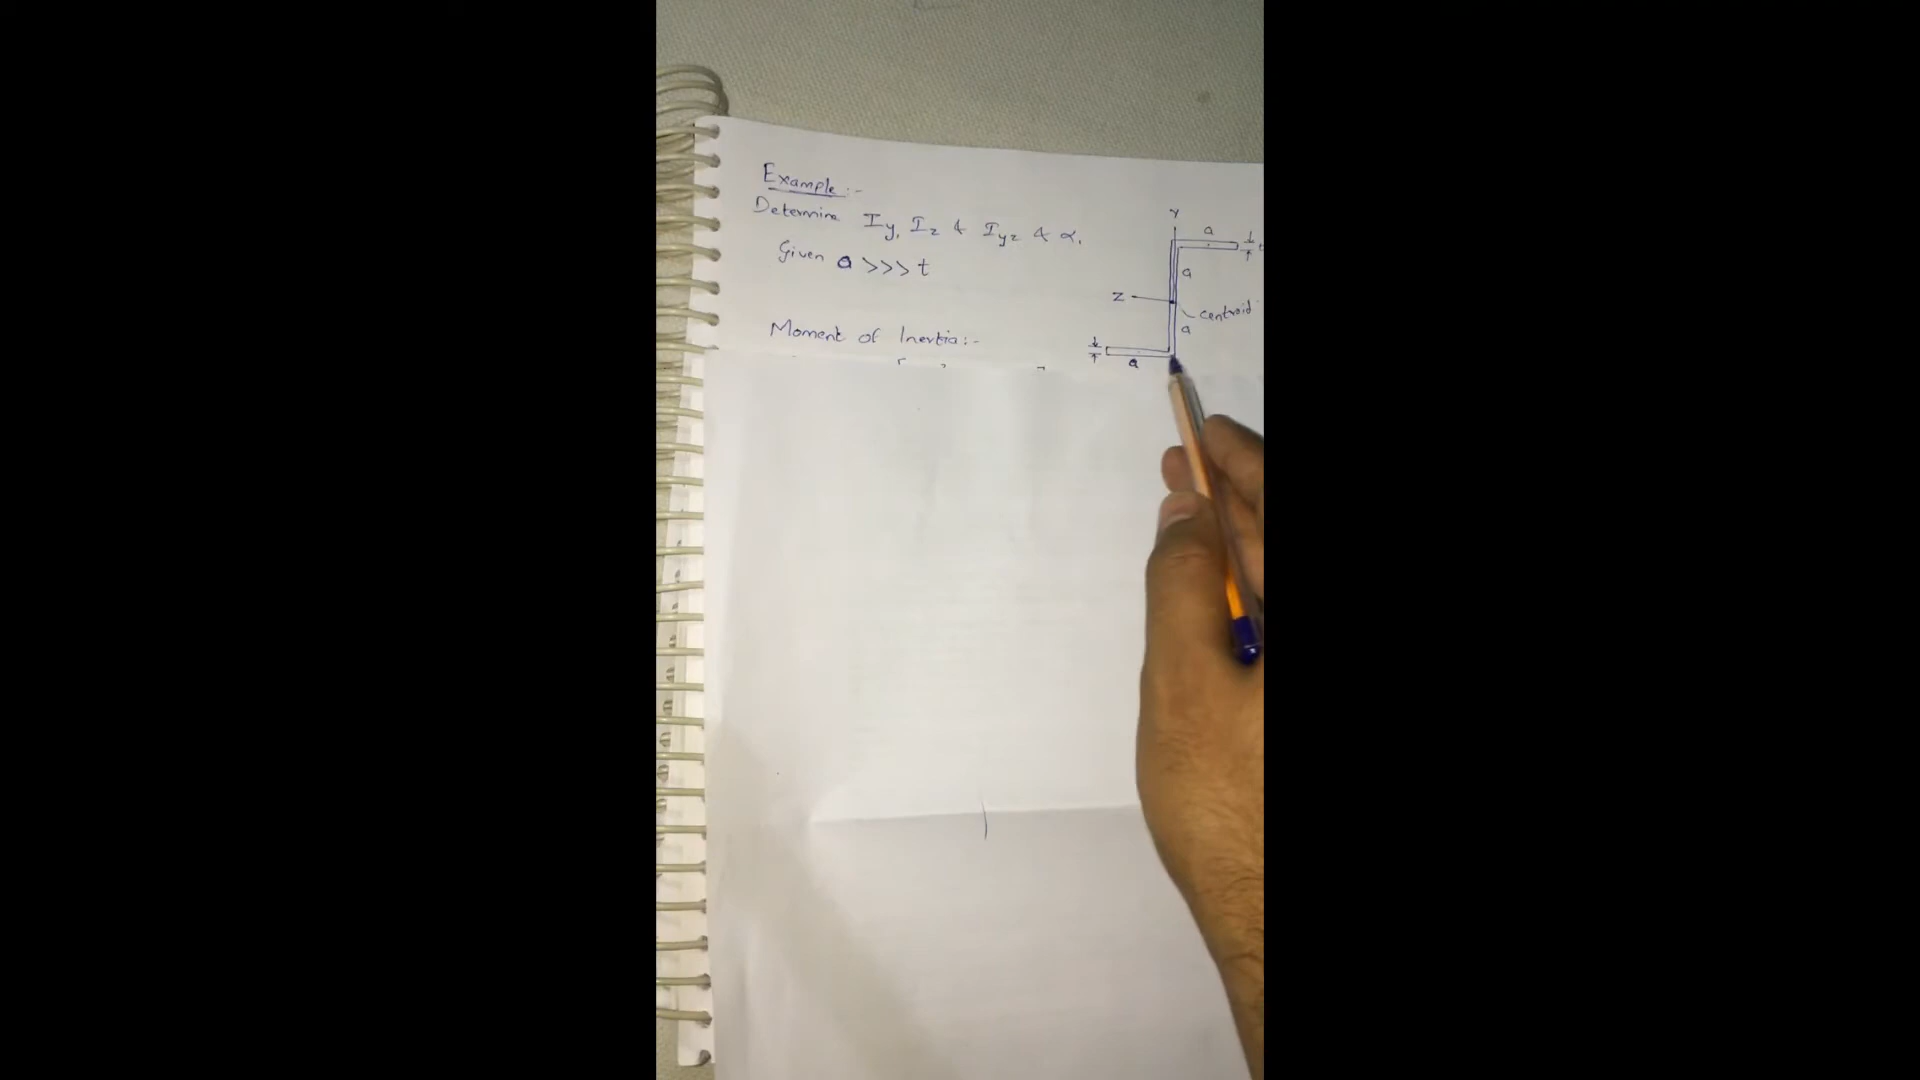 Example:-
Determine Iy, Iz & Iyz & α.
Given a >>> t
Moment of Inertia:-
Y
a
a
Z
centroid
a
a